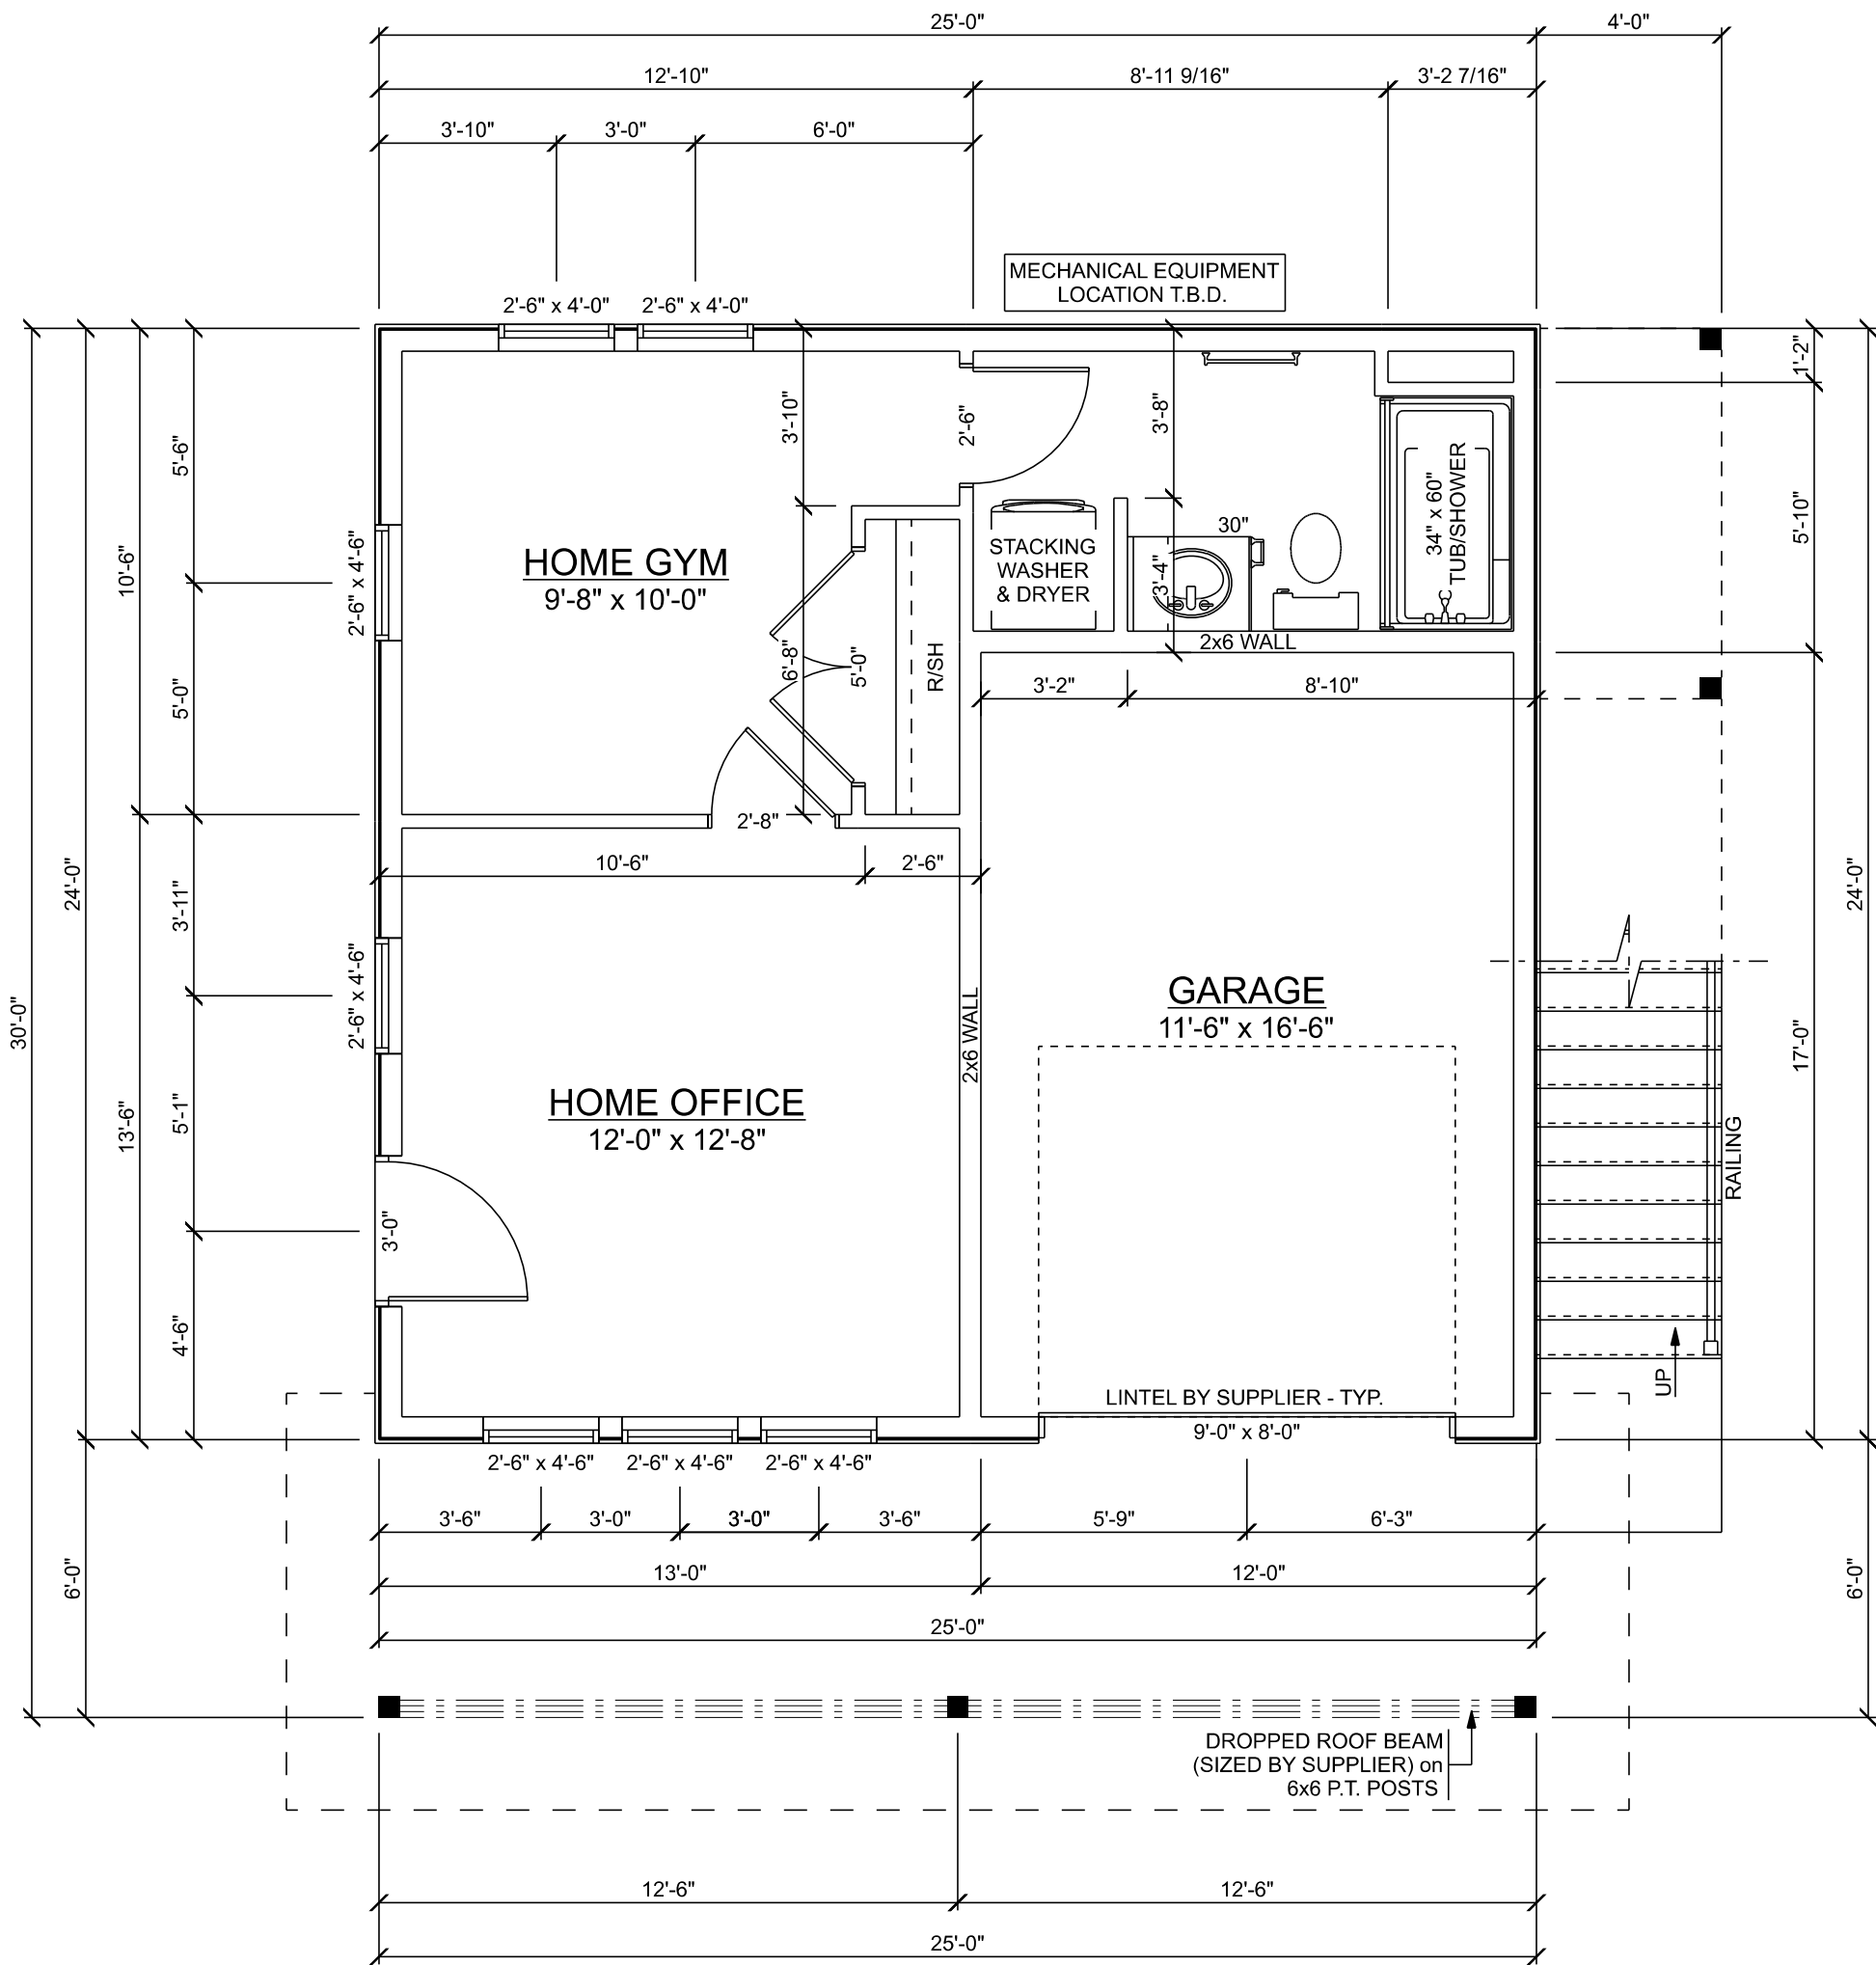 25'-0"
4'-0"
12'-10"
8'-11 9/16"
3'-2 7/16"
3'-10"
3'-0"
6'-0"
MECHANICAL EQUIPMENT
LOCATION T.B.D.
2'-6" x 4'-0"
2'-6" x 4'-0"
1'-2"
3'-10"
2'-6"
3'-8"
5'-6"
34" x 60"
TUB/SHOWER
5'-10"
30"
STACKING
WASHER
& DRYER
3'-4"
HOME GYM
9'-8" x 10'-0"
2'-6" x 4'-6"
10'-6"
2x6 WALL
6'-8"
5'-0"
R/SH
5'-0"
3'-2"
8'-10"
2'-8"
10'-6"
2'-6"
24'-0"
3'-11"
24'-0"
2'-6" x 4'-6"
GARAGE
11'-6" x 16'-6"
30'-0"
2x6 WALL
17'-0"
HOME OFFICE
12'-0" x 12'-8"
13'-6"
5'-1"
RAILING
3'-0"
4'-6"
UP
LINTEL BY SUPPLIER - TYP.
9'-0" x 8'-0"
2'-6" x 4'-6"
2'-6" x 4'-6"
2'-6" x 4'-6"
3'-6"
3'-0"
3'-0"
3'-6"
5'-9"
6'-3"
6'-0"
13'-0"
12'-0"
6'-0"
25'-0"
DROPPED ROOF BEAM
(SIZED BY SUPPLIER) on
6x6 P.T. POSTS
12'-6"
12'-6"
25'-0"